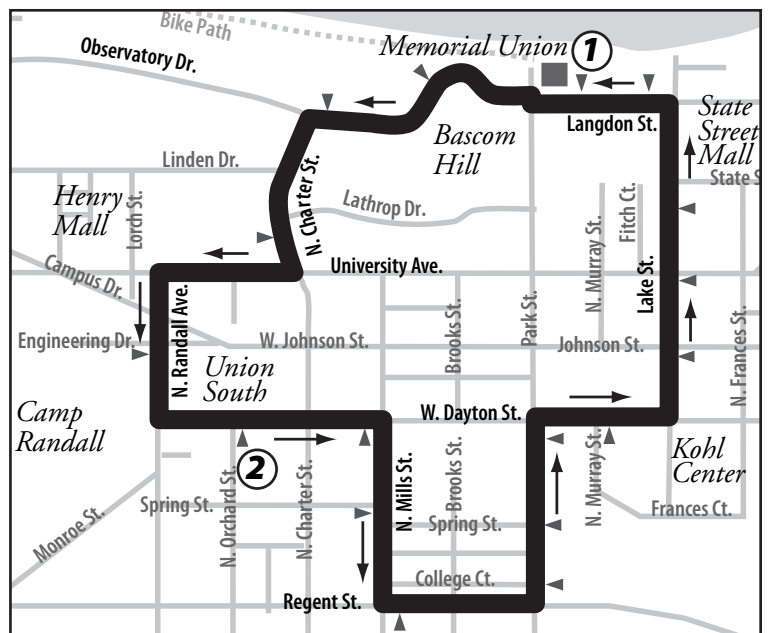 Bike Path
Observatory Dr.
Memorial Union
1
Langdon St.
State
Street
Mall
State S
Bascom
Hill
Linden Dr.
Henry
Mall
Lorch St.
N. Charter St.
Lathrop Dr.
N. Murray St.
Fitch Ct.
Lake St.
Campus Dr.
University Ave.
N. Randall Ave.
Engineering Dr.
W. Johnson St.
Brooks St.
Park St.
Johnson St.
N. Frances St.
Union
South
Camp
Randall
W. Dayton St.
2
Kohl
Center
Monroe St.
Spring St.
N. Orchard St.
N. Charter St.
N. Mills St.
Brooks St.
Spring St.
N. Murray St.
Frances Ct.
College Ct.
Regent St.